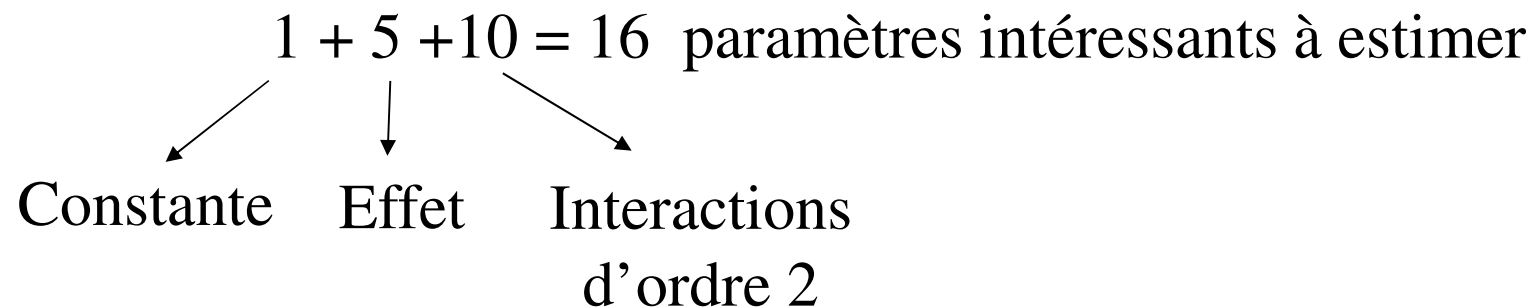 1 + 5 +10 = 16 paramètres intéressants à estimer
Constante Effet Interactions
d’ordre 2